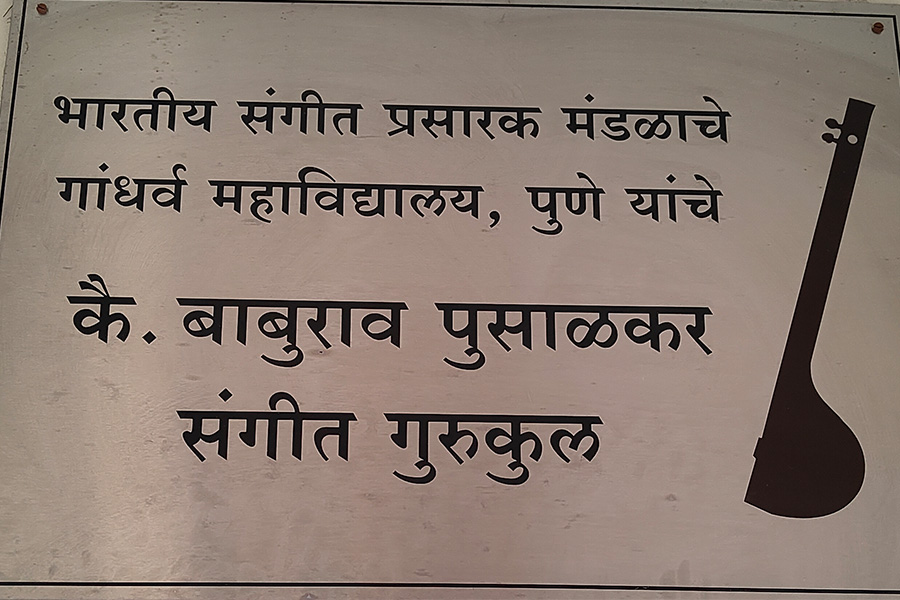 भारतीय संगीत प्रसारक मंडळाचे
गांधर्व महाविद्यालय, पुणे यांचे
कै. बाबुराव पुसाळकर
संगीत गुरुकुल